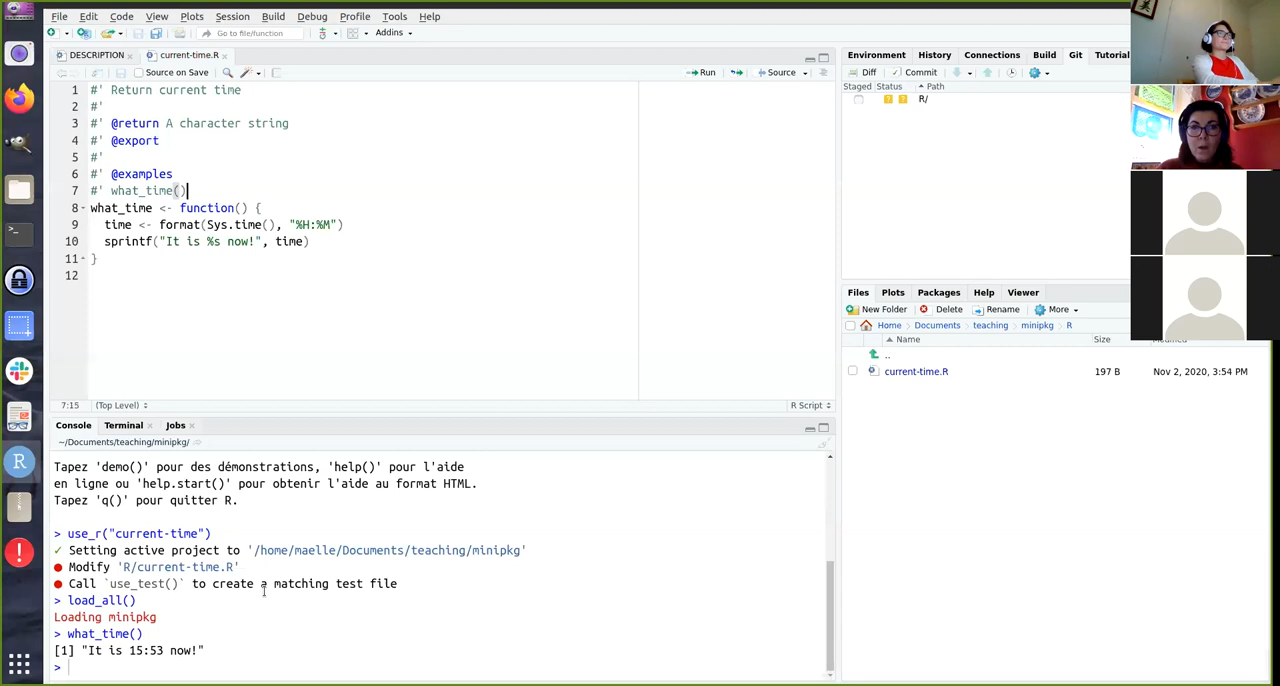 File Edit Code View Plots Session Build Debug Profile Tools Help
Go to file/function Addins
DESCRIPTION current-time.R
Source on Save Run Source
1 #' Return current time
2 #'
3 #' @return A character string
4 #' @export
5 #'
6 #' @examples
7 #' what_time()
8 what_time <- function() {
9 time <- format(Sys.time(), "%H:%M")
10 sprintf("It is %s now!", time)
11 }
12
7:15 (Top Level) R Script
Console Terminal Jobs
~/Documents/teaching/minipkg/
Tapez 'demo()' pour des démonstrations, 'help()' pour l'aide
en ligne ou 'help.start()' pour obtenir l'aide au format HTML.
Tapez 'q()' pour quitter R.
> use_r("current-time")
✓ Setting active project to '/home/maelle/Documents/teaching/minipkg'
● Modify 'R/current-time.R'
● Call `use_test()` to create a matching test file
> load_all()
Loading minipkg
> what_time()
[1] "It is 15:53 now!"
>
Environment History Connections Build Git Tutorial
Diff Commit
Staged Status Path
? ? R/
Files Plots Packages Help Viewer
New Folder Delete Rename More
Home Documents teaching minipkg R
Name Size
..
current-time.R 197 B Nov 2, 2020, 3:54 PM